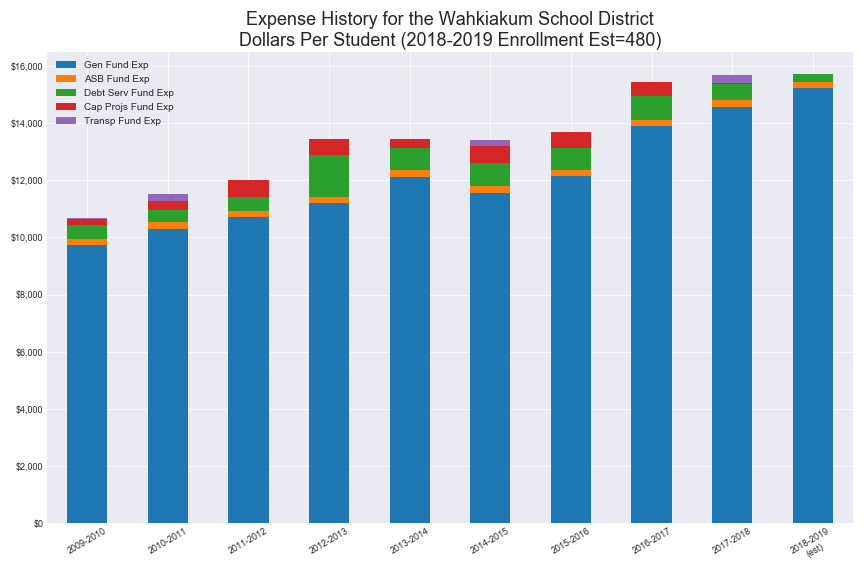 Expense History for the Wahkiakum School District
Dollars Per Student (2018-2019 Enrollment Est=480)
Gen Fund Exp
ASB Fund Exp
Debt Serv Fund Exp
Cap Projs Fund Exp
Transp Fund Exp
$16,000
$14,000
$12,000
$10,000
$8,000
$6,000
$4,000
$2,000
$0
2009-2010
2010-2011
2011-2012
2012-2013
2013-2014
2014-2015
2015-2016
2016-2017
2017-2018
2018-2019
(est)